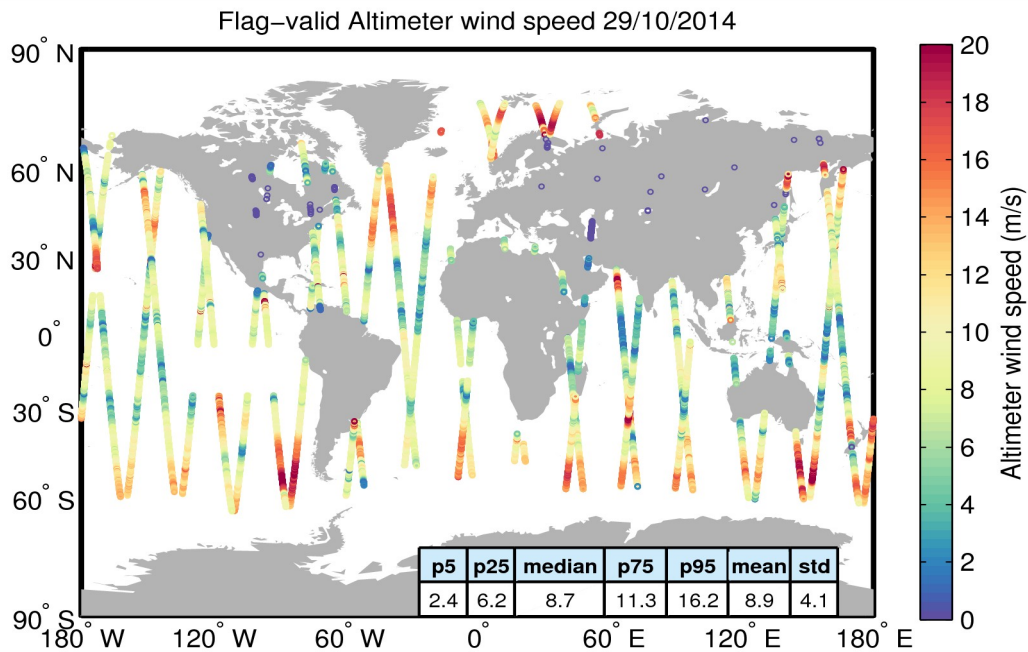 Flag−valid Altimeter wind speed 29/10/2014
90° N
60° N
30° N
0°
30° S
60° S
90° S
180° W
120° W
60° W
0°
60° E
120° E
180° E
p5 p25 median p75 p95 mean std
2.4 6.2 8.7 11.3 16.2 8.9 4.1
20
18
16
14
12
10
8
6
4
2
0
Altimeter wind speed (m/s)